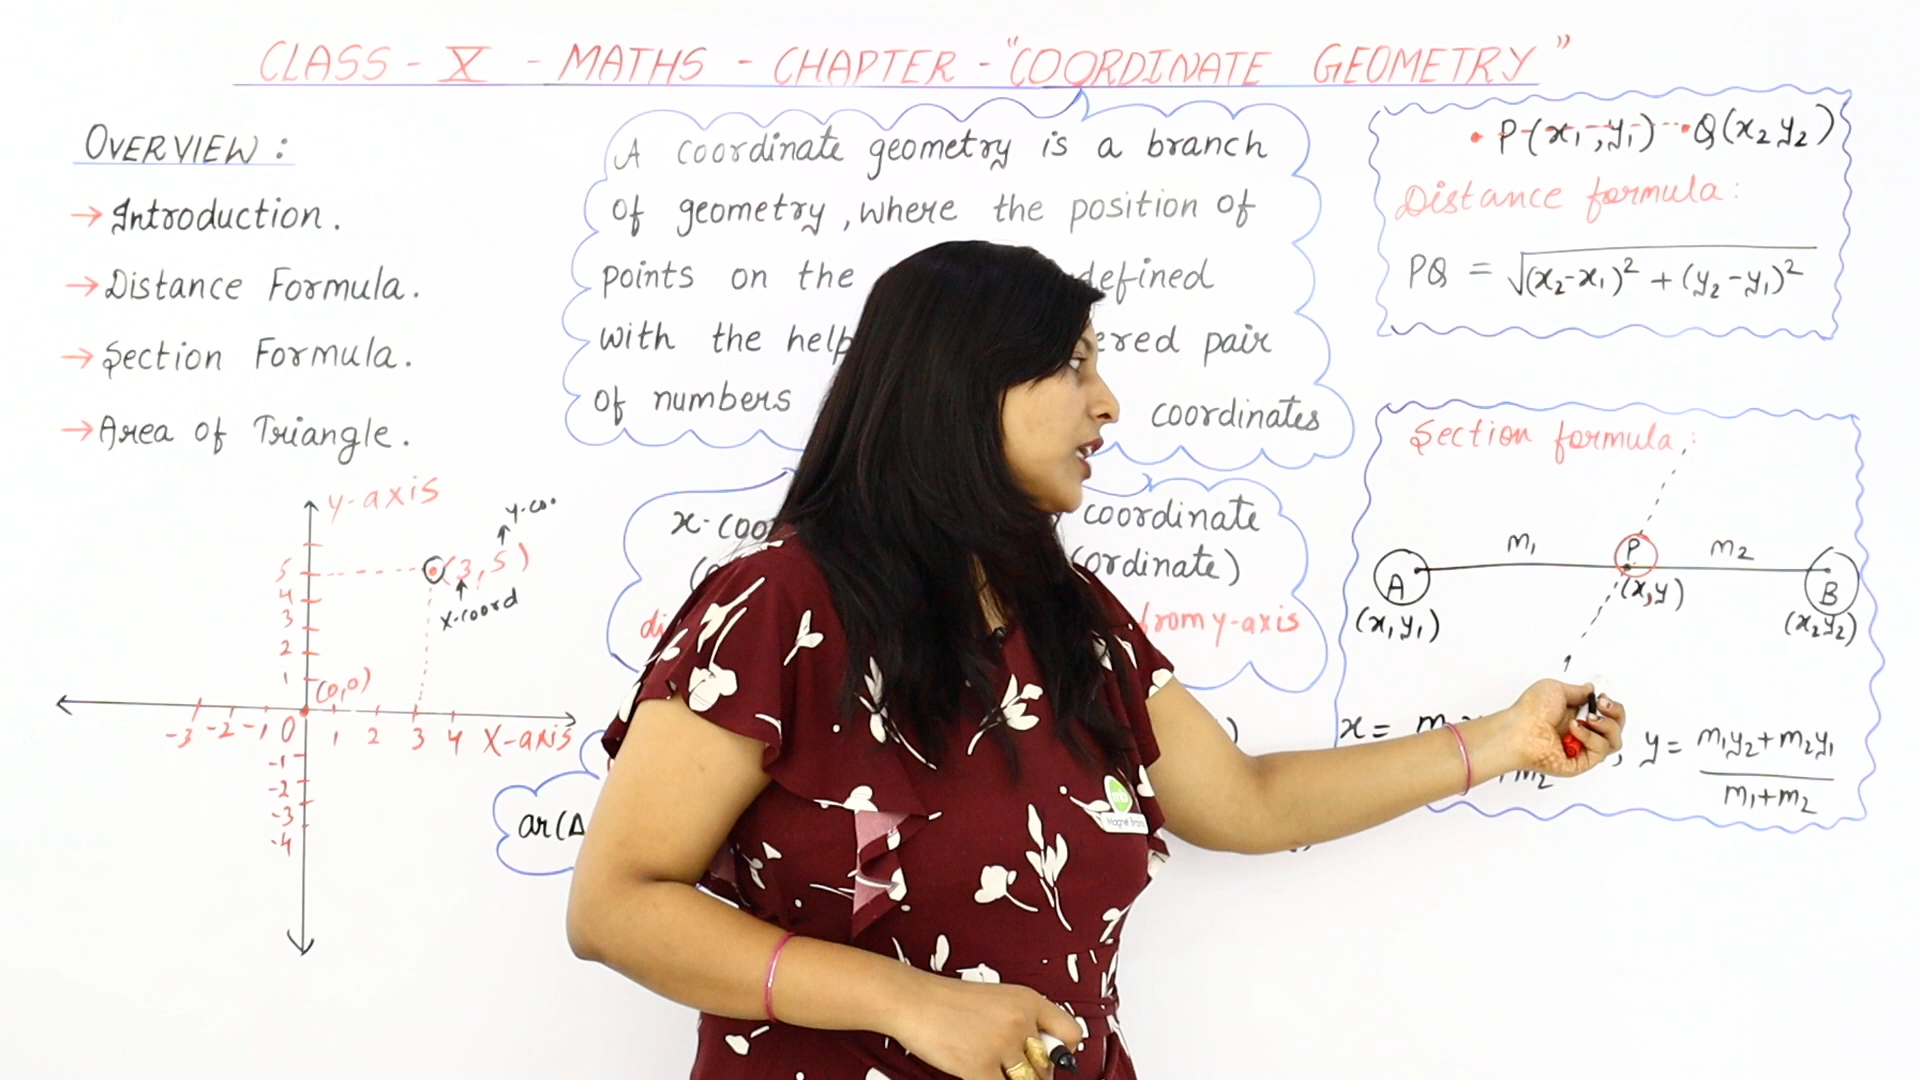 CLASS - X - MATHS - CHAPTER - "COORDINATE GEOMETRY"
OVERVIEW :
→ Introduction.
→ Distance Formula.
→ Section Formula.
→ Area of Triangle.
A coordinate geometry is a branch
of geometry, where the position of
points on the defined
with the help pair
of numbers coordinates
P(x₁,y₁) Q(x₂ y₂)
Distance formula:
PQ = √(x₂-x₁)² + (y₂-y₁)²
Section formula:
m₁ P m₂
A B
(x,y)
(x₁y₁) (x₂y₂)
x = , y = m₁y₂+m₂y₁
m₁+m₂
y-axis
y-co.
(3,5)
x-coord
5
4
3
2
1
(0,0)
-3 -2 -1 0 1 2 3 4 X-axis
-1
-2
-3
-4
coordinate
(ordinate)
from y-axis
ar(Δ